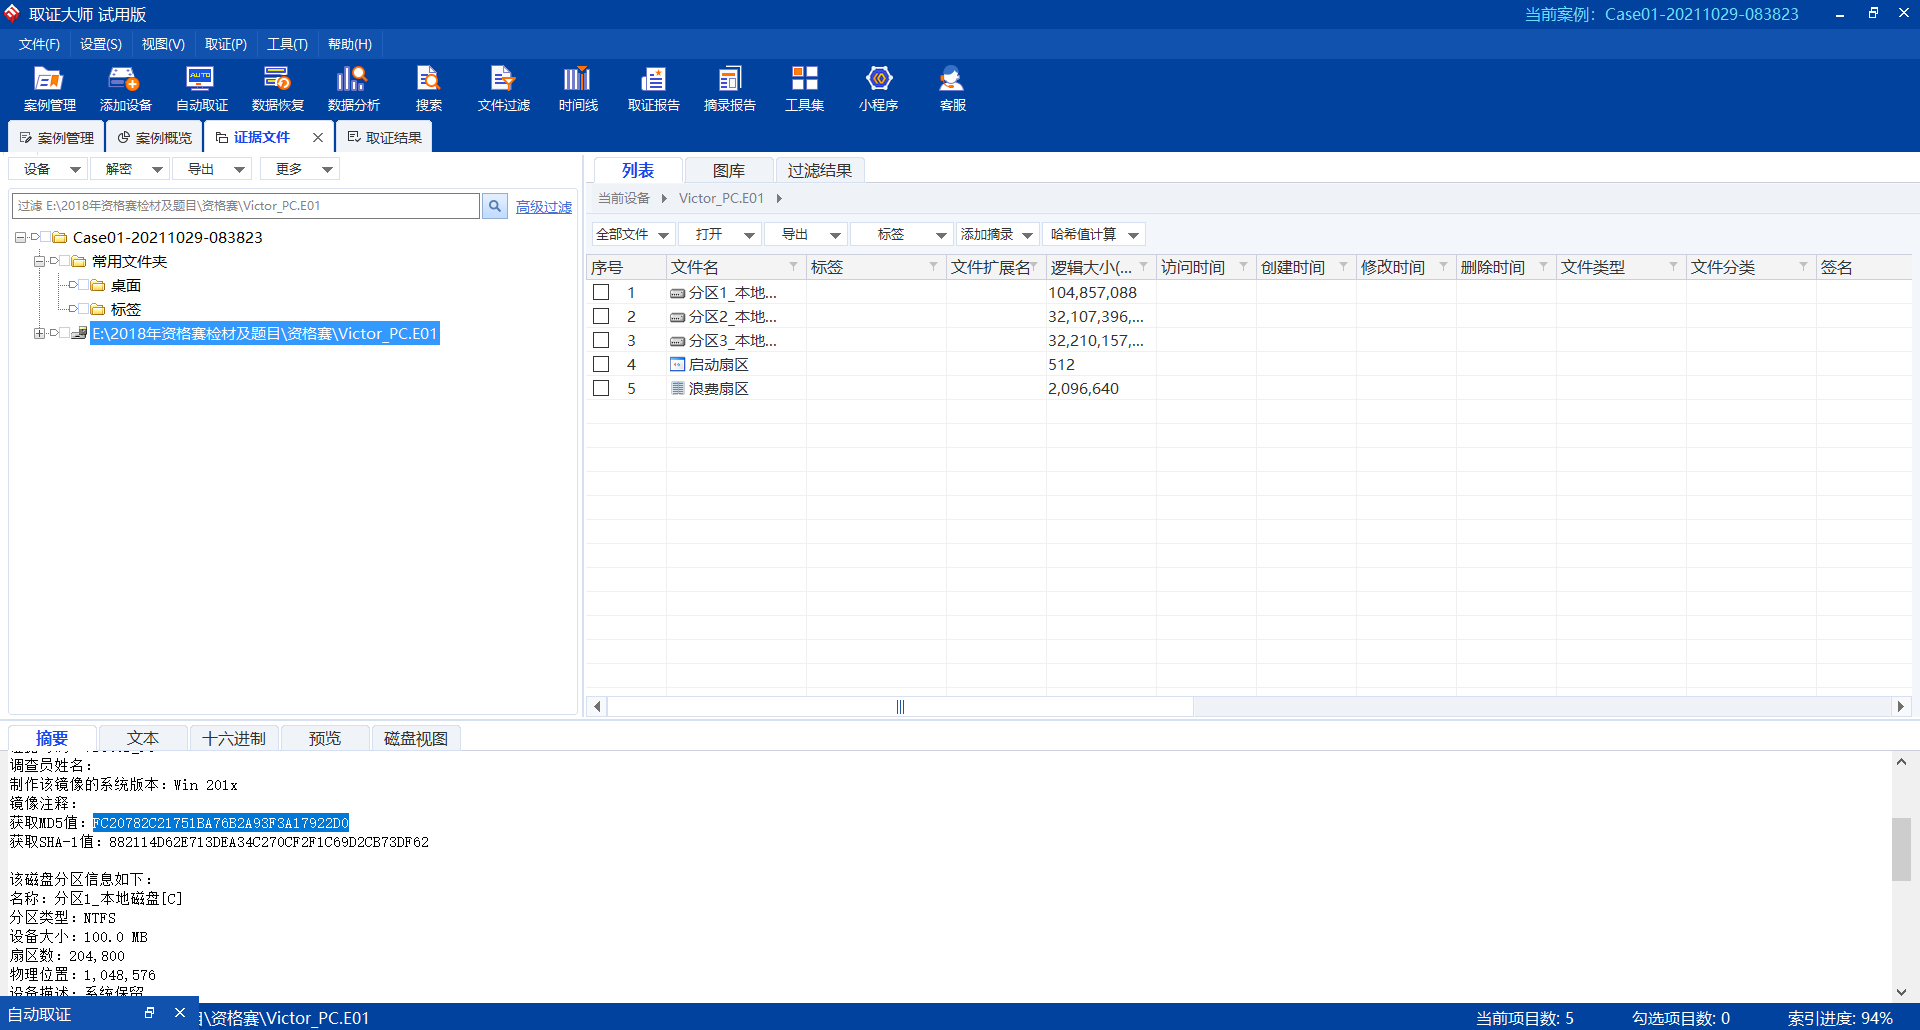 取证大师 试用版
当前案例：Case01-20211029-083823
文件(F) 设置(S) 视图(V) 取证(P) 工具(T) 帮助(H)
案例管理 添加设备 自动取证 数据恢复 数据分析 搜索 文件过滤 时间线 取证报告 摘录报告 工具集 小程序 客服
案例管理 案例概览 证据文件 取证结果
设备 解密 导出 更多
过滤 E:\2018年资格赛检材及题目\资格赛\Victor_PC.E01
高级过滤
Case01-20211029-083823
常用文件夹
桌面
标签
E:\2018年资格赛检材及题目\资格赛\Victor_PC.E01
列表 图库 过滤结果
当前设备 Victor_PC.E01
全部文件 打开 导出 标签 添加摘录 哈希值计算
序号 文件名 标签 文件扩展名 逻辑大小(... 访问时间 创建时间 修改时间 删除时间 文件类型 文件分类 签名
1 分区1_本地... 104,857,088
2 分区2_本地... 32,107,396,...
3 分区3_本地... 32,210,157,...
4 启动扇区 512
5 浪费扇区 2,096,640
摘要 文本 十六进制 预览 磁盘视图
调查员姓名：
制作该镜像的系统版本：Win 201x
镜像注释：
获取MD5值：FC20782C21751BA76B2A93F3A17922D0
获取SHA-1值：882114D62E713DEA34C270CF2F1C69D2CB73DF62
该磁盘分区信息如下：
名称：分区1_本地磁盘[C]
分区类型：NTFS
设备大小：100.0 MB
扇区数：204,800
物理位置：1,048,576
设备描述：系统保留
自动取证
\资格赛\Victor_PC.E01
当前项目数: 5 勾选项目数: 0 索引进度: 94%